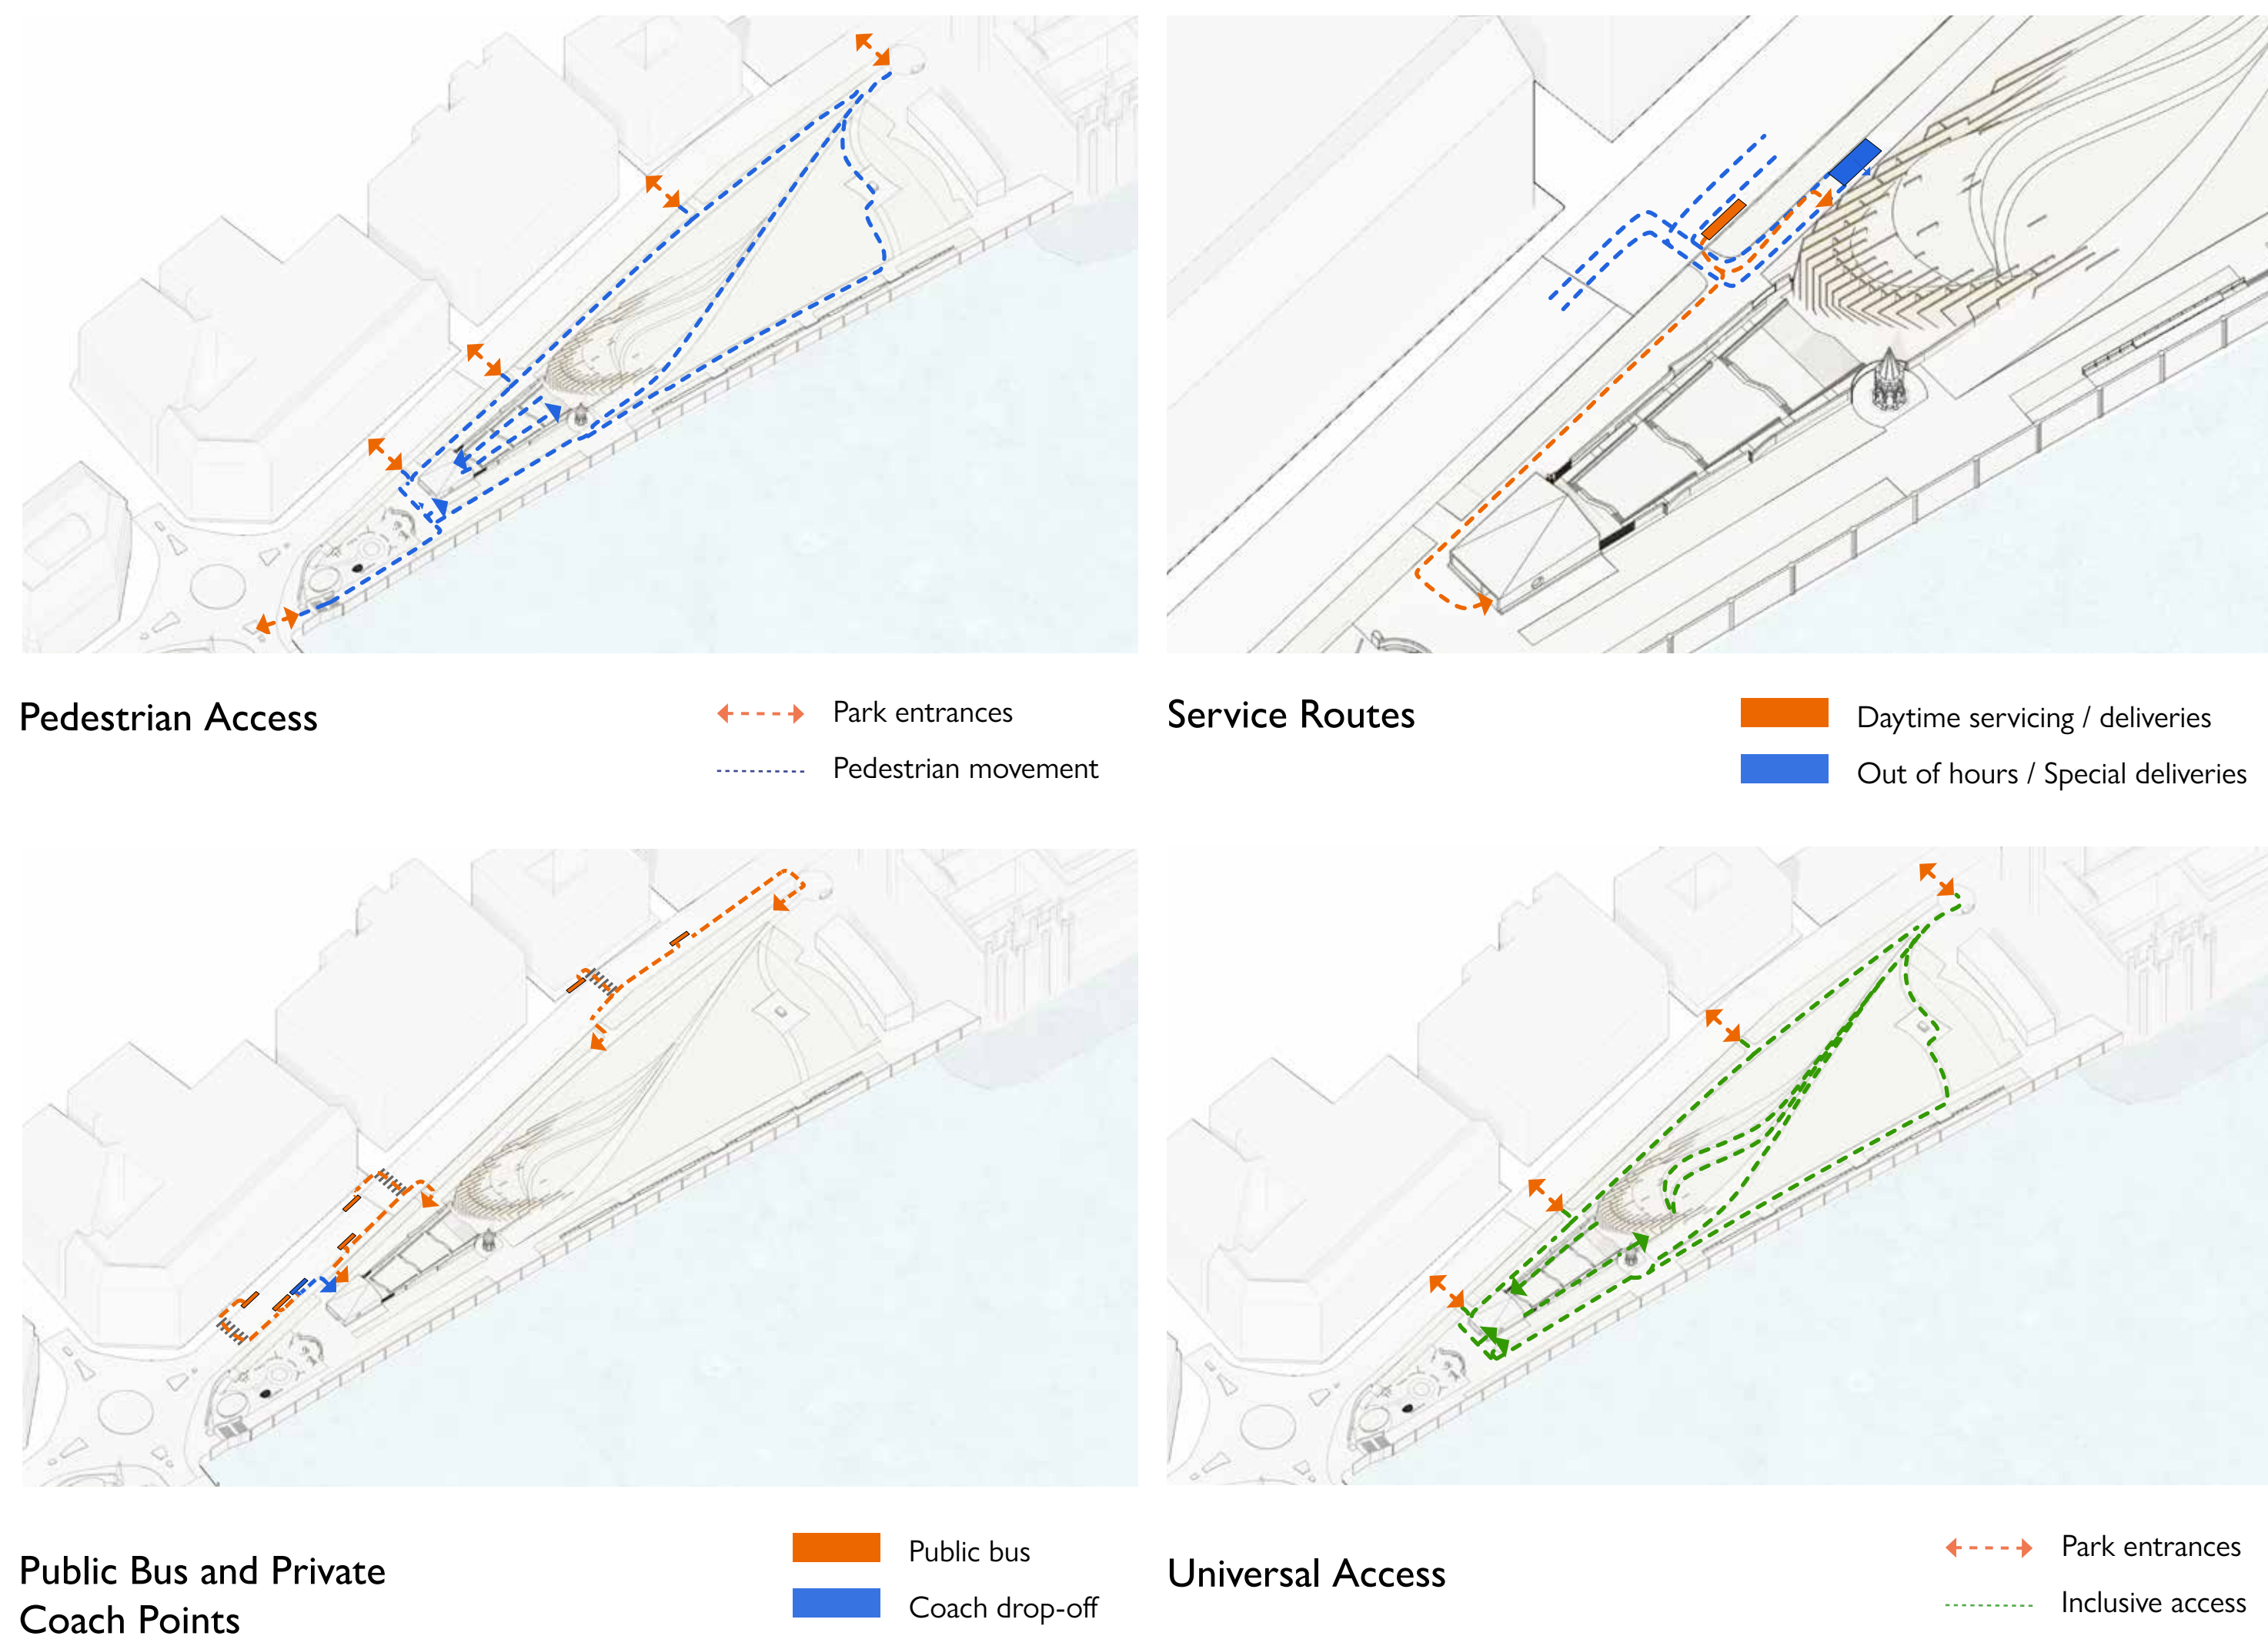 Pedestrian Access
Park entrances
Pedestrian movement
Service Routes
Daytime servicing / deliveries
Out of hours / Special deliveries
Public Bus and Private
Coach Points
Public bus
Coach drop-off
Universal Access
Park entrances
Inclusive access